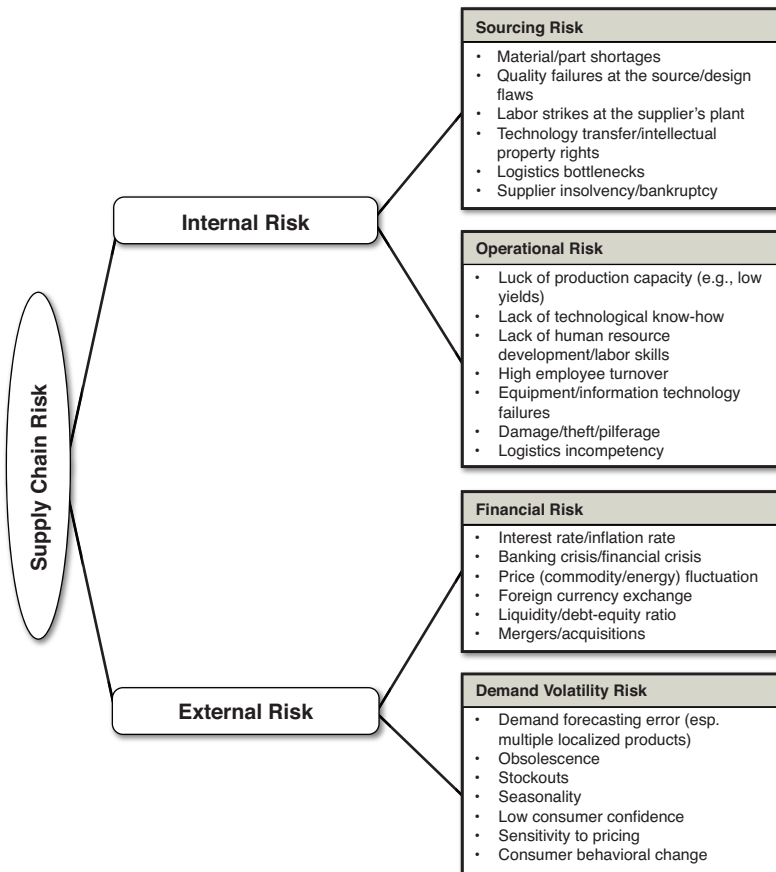 Supply Chain Risk
Internal Risk
External Risk
Sourcing Risk
• Material/part shortages
• Quality failures at the source/design
flaws
• Labor strikes at the supplier's plant
• Technology transfer/intellectual
property rights
• Logistics bottlenecks
• Supplier insolvency/bankruptcy
Operational Risk
• Luck of production capacity (e.g., low
yields)
• Lack of technological know-how
• Lack of human resource
development/labor skills
• High employee turnover
• Equipment/information technology
failures
• Damage/theft/pilferage
• Logistics incompetency
Financial Risk
• Interest rate/inflation rate
• Banking crisis/financial crisis
• Price (commodity/energy) fluctuation
• Foreign currency exchange
• Liquidity/debt-equity ratio
• Mergers/acquisitions
Demand Volatility Risk
• Demand forecasting error (esp.
multiple localized products)
• Obsolescence
• Stockouts
• Seasonality
• Low consumer confidence
• Sensitivity to pricing
• Consumer behavioral change